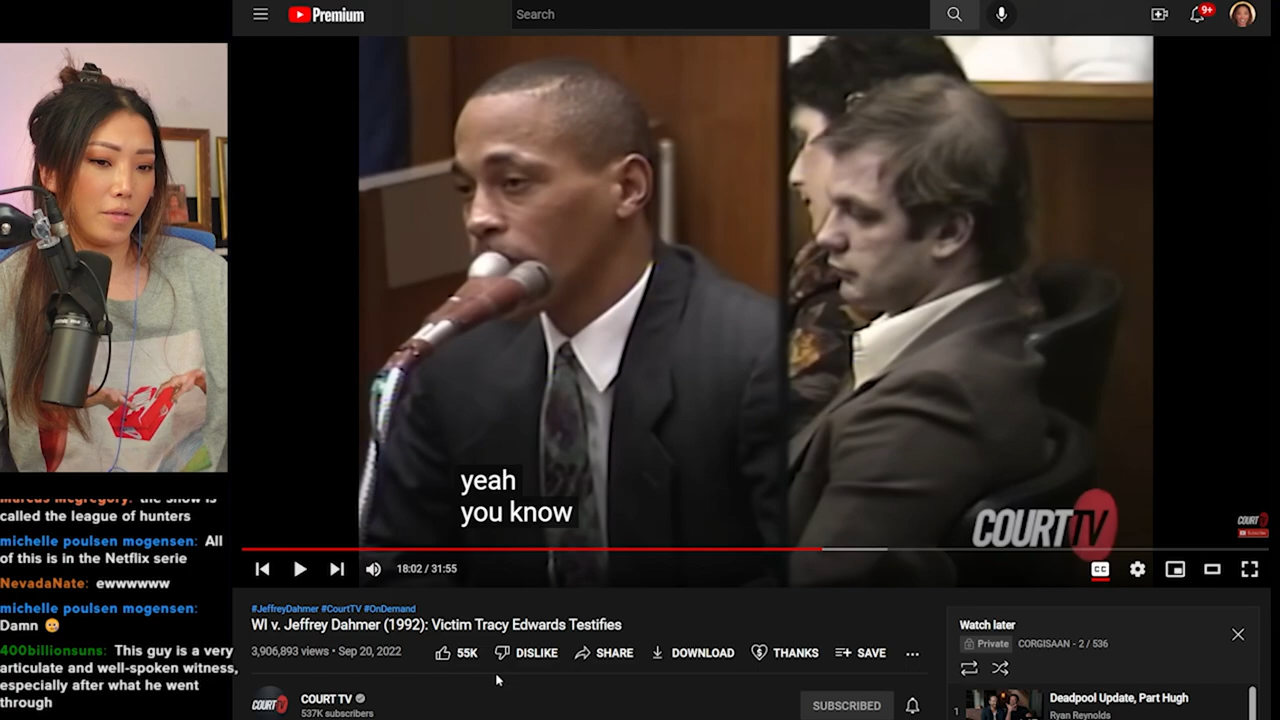 Premium
Search
9+
yeah
you know
COURT TV
COURT TV
18:02 / 31:55
CC
#JeffreyDahmer #CourtTV #OnDemand
WI v. Jeffrey Dahmer (1992): Victim Tracy Edwards Testifies
3,906,893 views • Sep 20, 2022
55K
DISLIKE
SHARE
DOWNLOAD
THANKS
SAVE
COURT TV
COURT TV
537K subscribers
SUBSCRIBED
Watch later
Private
CORGISAAN - 2 / 536
1
Deadpool Update, Part Hugh
Ryan Reynolds
Marcus Mcgregory: the show is
called the league of hunters
michelle poulsen mogensen: All
of this is in the Netflix serie
NevadaNate: ewwwwww
michelle poulsen mogensen:
Damn 😬
400billionsuns: This guy is a very
articulate and well-spoken witness,
especially after what he went
through